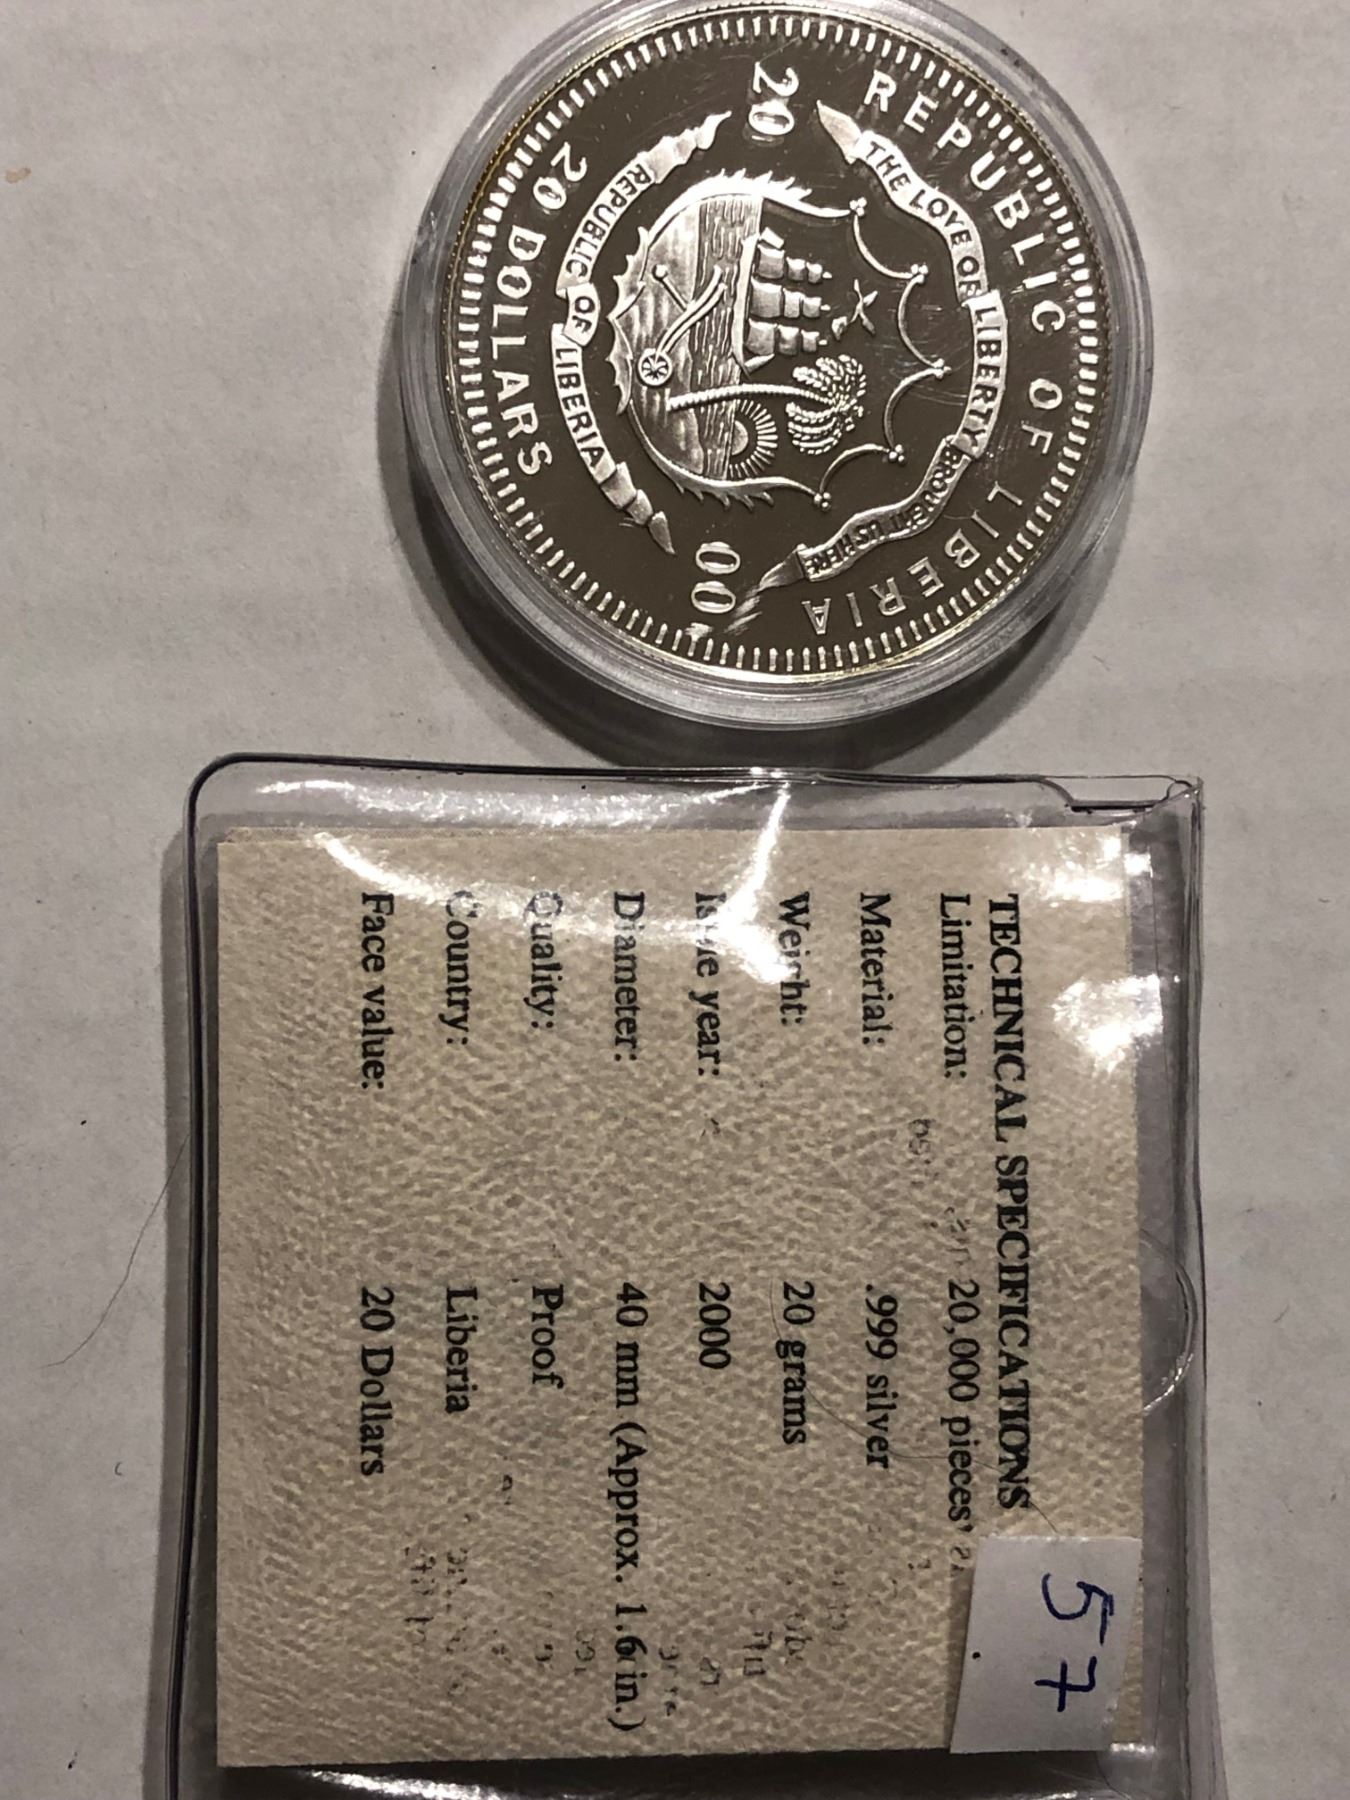 REPUBLIC OF LIBERIA
THE LOVE OF LIBERTY BROUGHT US HERE
20 00
REPUBLIC OF LIBERIA
20 DOLLARS
57
TECHNICAL SPECIFICATIONS
Limitation: 20,000 pieces
Material: .999 silver
Weight: 20 grams
Issue year: 2000
Diameter: 40 mm (Approx. 1.6 in.)
Quality: Proof
Country: Liberia
Face value: 20 Dollars